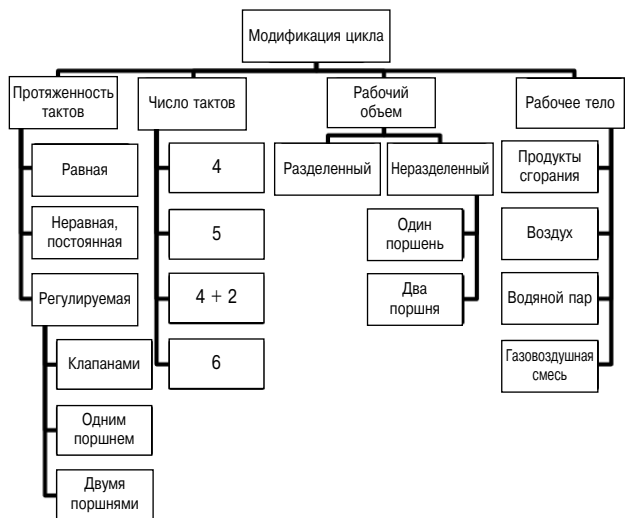 Модификация цикла
Протяженность
тактов
Число тактов
Рабочий
объем
Рабочее тело
Равная
Неравная,
постоянная
Регулируемая
Клапанами
Одним
поршнем
Двумя
поршнями
4
5
4 + 2
6
Разделенный
Неразделенный
Один
поршень
Два
поршня
Продукты
сгорания
Воздух
Водяной пар
Газовоздушная
смесь